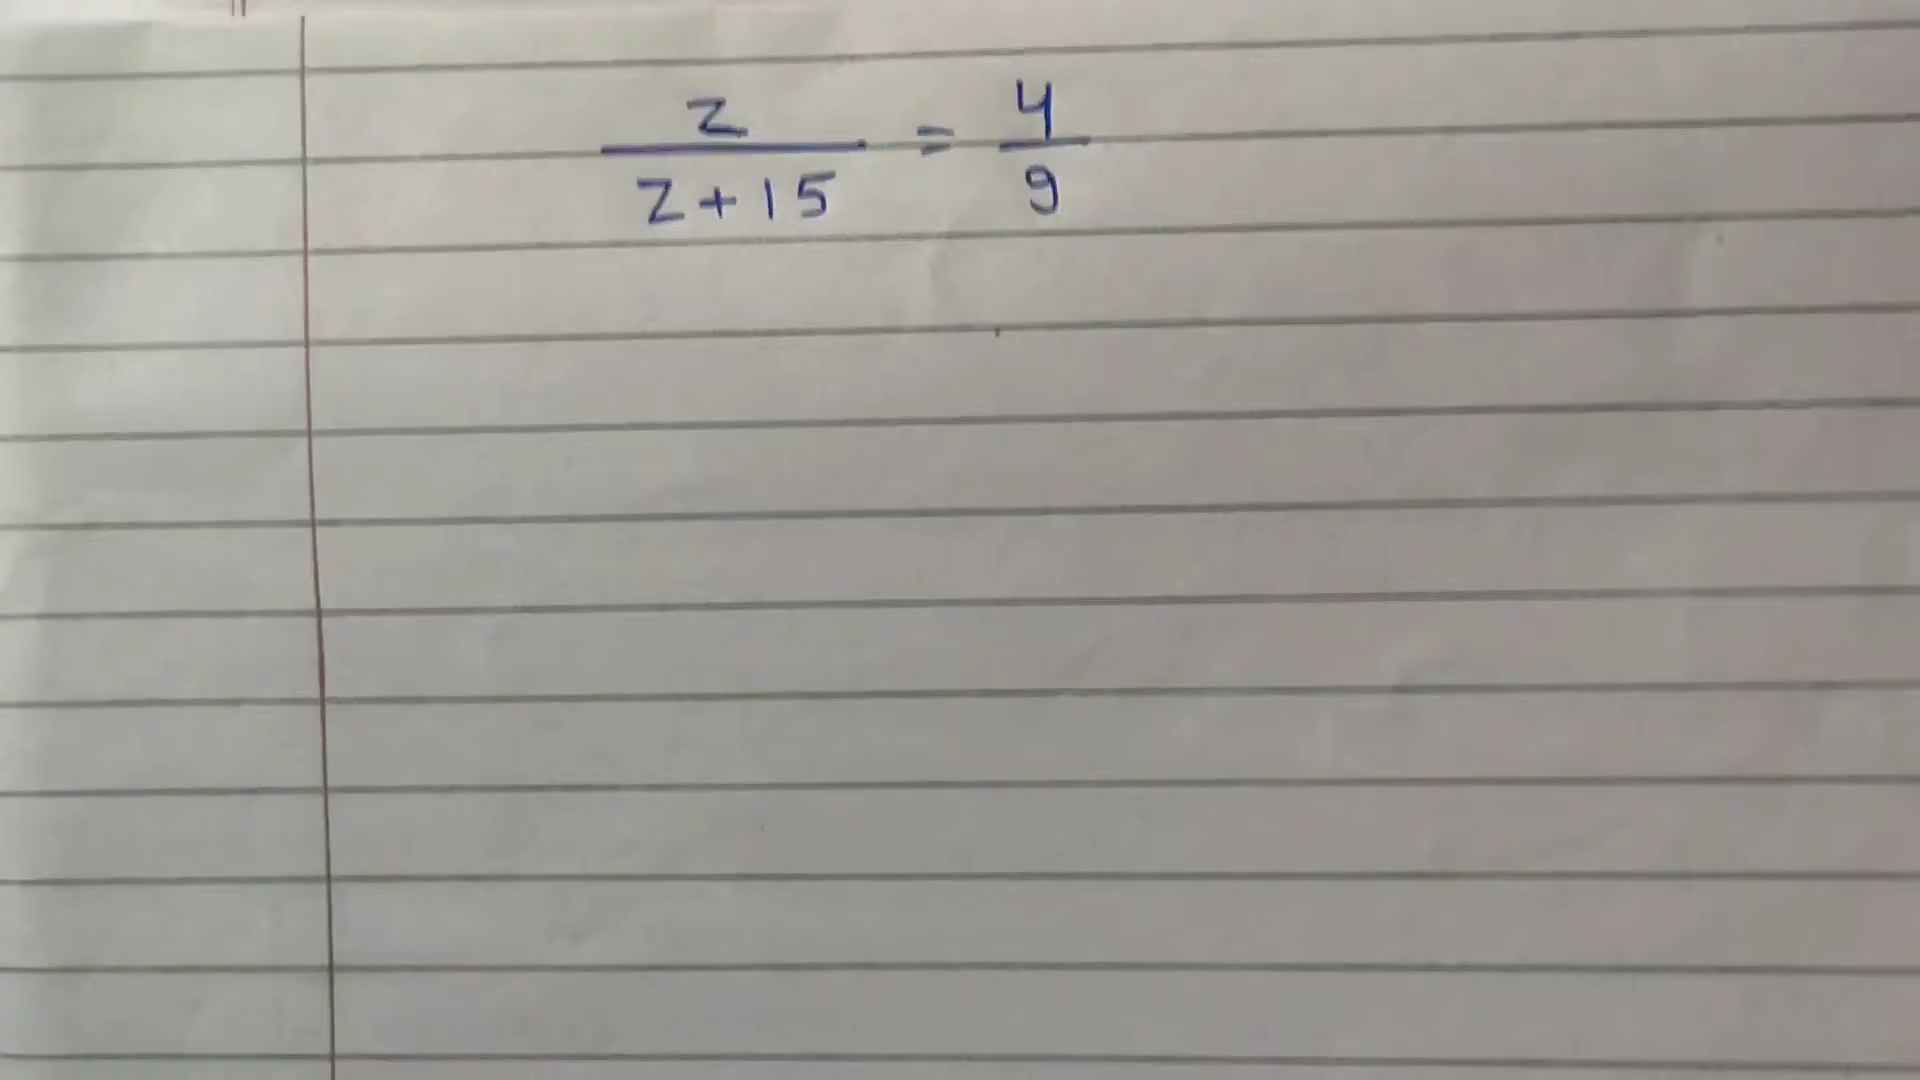 z/(z+15) = 4/9